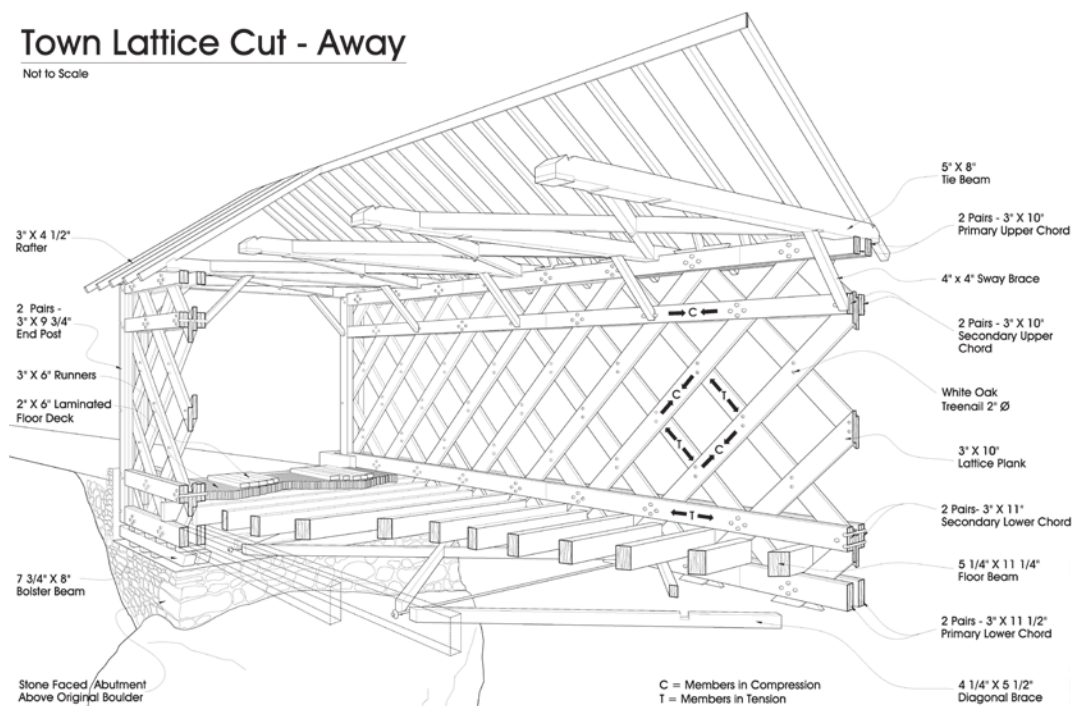 Town Lattice Cut - Away
Not to Scale
3" X 4 1/2"
Rafter
2 Pairs -
3" X 9 3/4"
End Post
3" X 6" Runners
2" X 6" Laminated
Floor Deck
7 3/4" X 8"
Bolster Beam
Stone Faced Abutment
Above Original Boulder
5" X 8"
Tie Beam
2 Pairs - 3" X 10"
Primary Upper Chord
4" x 4" Sway Brace
2 Pairs - 3" X 10"
Secondary Upper
Chord
White Oak
Treenail 2" Ø
3" X 10"
Lattice Plank
2 Pairs- 3" X 11"
Secondary Lower Chord
5 1/4" X 11 1/4"
Floor Beam
2 Pairs - 3" X 11 1/2"
Primary Lower Chord
4 1/4" X 5 1/2"
Diagonal Brace
C
C
T
T
C
T
C = Members in Compression
T = Members in Tension